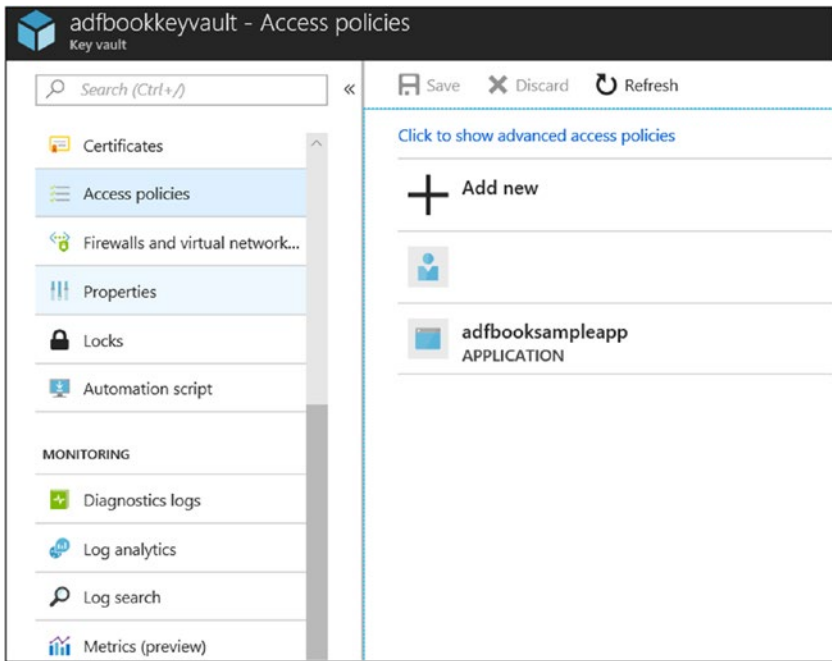 adfbookkeyvault - Access policies
Key vault
Search (Ctrl+/)
«
Certificates
Access policies
Firewalls and virtual network...
Properties
Locks
Automation script
MONITORING
Diagnostics logs
Log analytics
Log search
Metrics (preview)
Save Discard Refresh
Click to show advanced access policies
Add new
adfbooksampleapp
APPLICATION